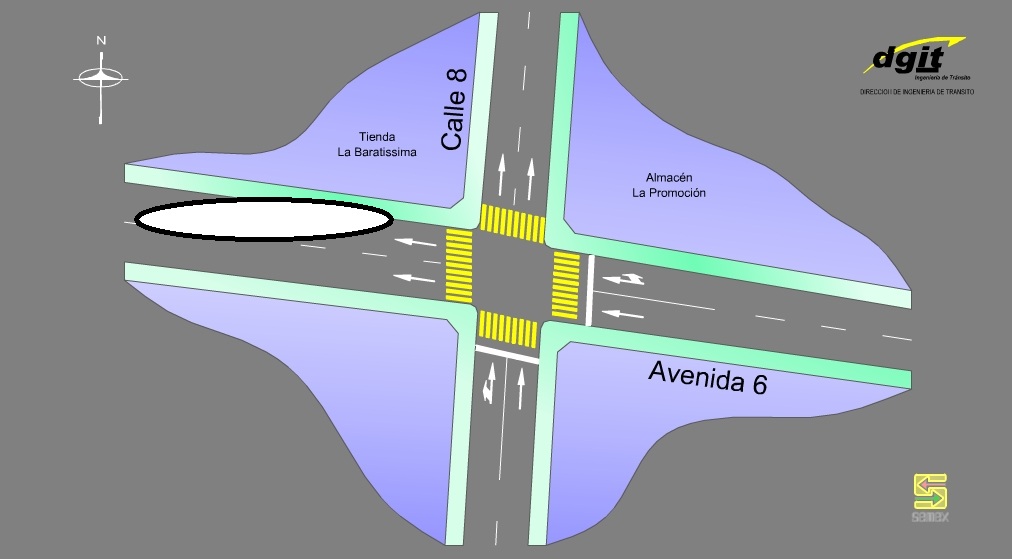 N
Calle 8
dgit
Ingeniería de Tránsito
DIRECCION DE INGENIERIA DE TRANSITO
Tienda
La Baratissima
Almacén
La Promoción
Avenida 6
semex